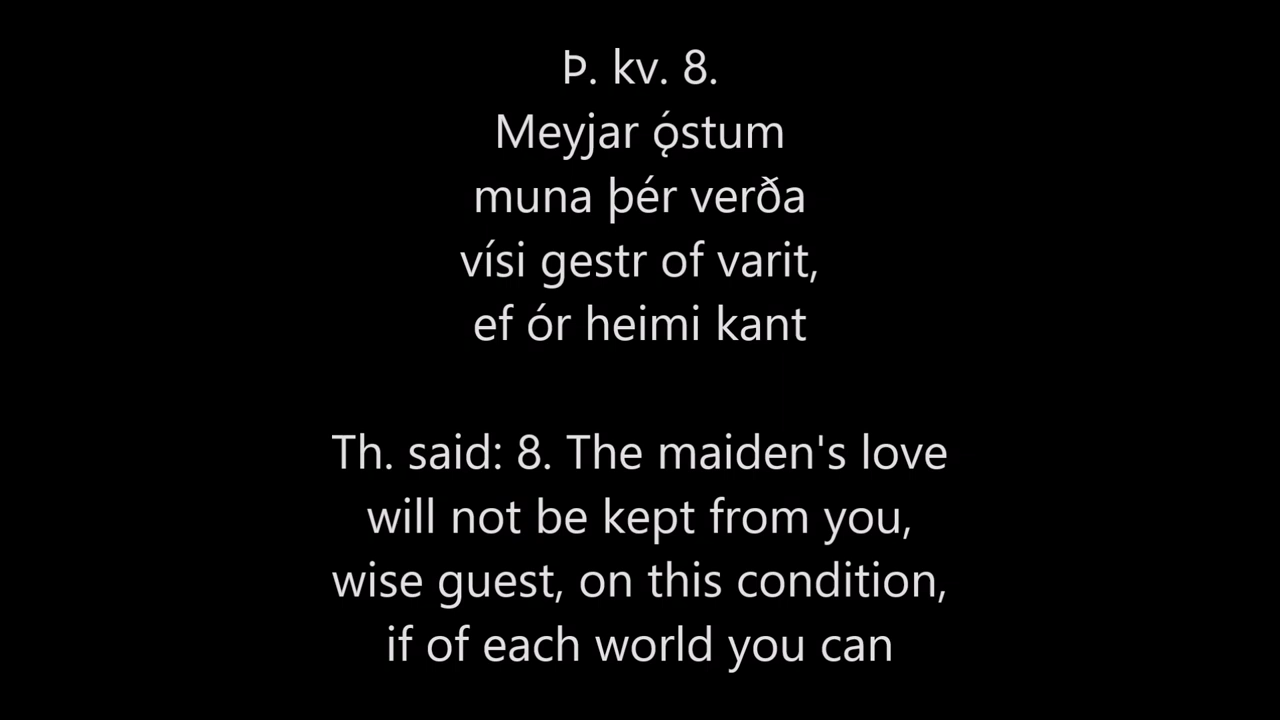 Þ. kv. 8.
Meyjar ǫ́stum
muna þér verða
vísi gestr of varit,
ef ór heimi kant
Th. said: 8. The maiden's love
will not be kept from you,
wise guest, on this condition,
if of each world you can